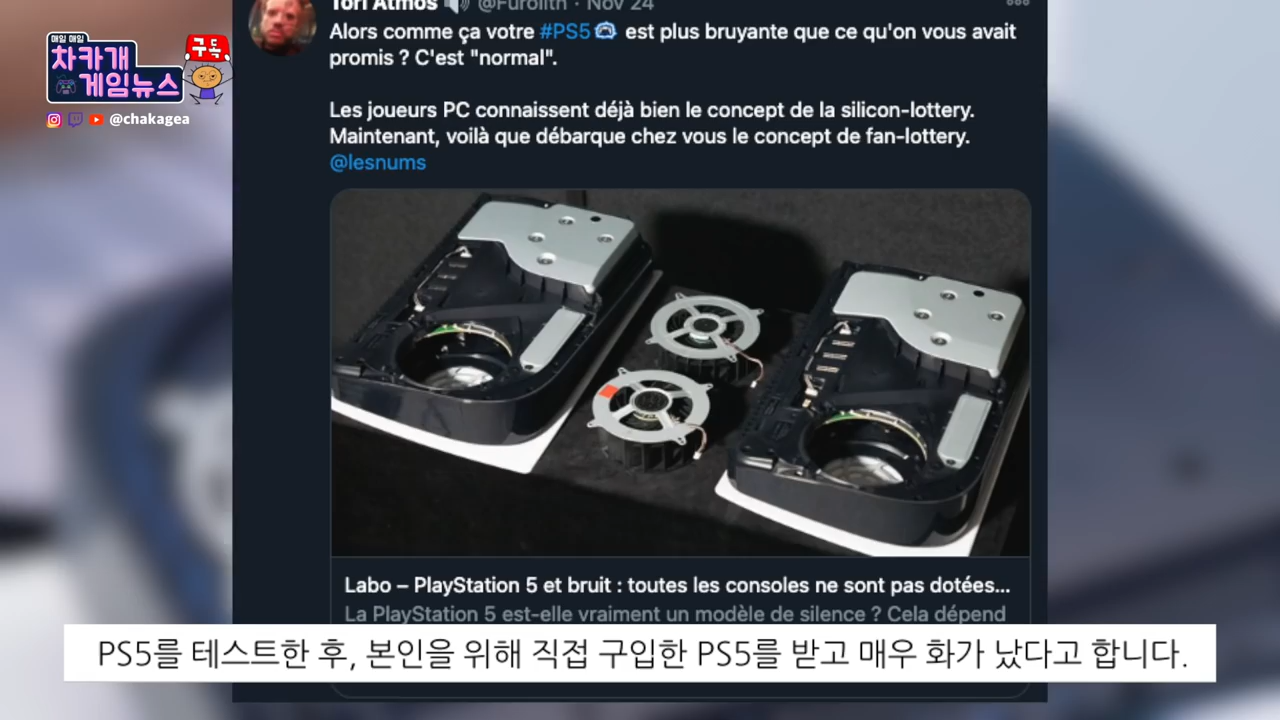 Tori Atmos @Furolith · Nov 24
매일 매일
차카개
게임뉴스
구독
@chakagea
Alors comme ça votre #PS5 est plus bruyante que ce qu'on vous avait
promis ? C'est "normal".
Les joueurs PC connaissent déjà bien le concept de la silicon-lottery.
Maintenant, voilà que débarque chez vous le concept de fan-lottery.
@lesnums
Labo – PlayStation 5 et bruit : toutes les consoles ne sont pas dotées...
La PlayStation 5 est-elle vraiment un modèle de silence ? Cela dépend
PS5를 테스트한 후, 본인을 위해 직접 구입한 PS5를 받고 매우 화가 났다고 합니다.